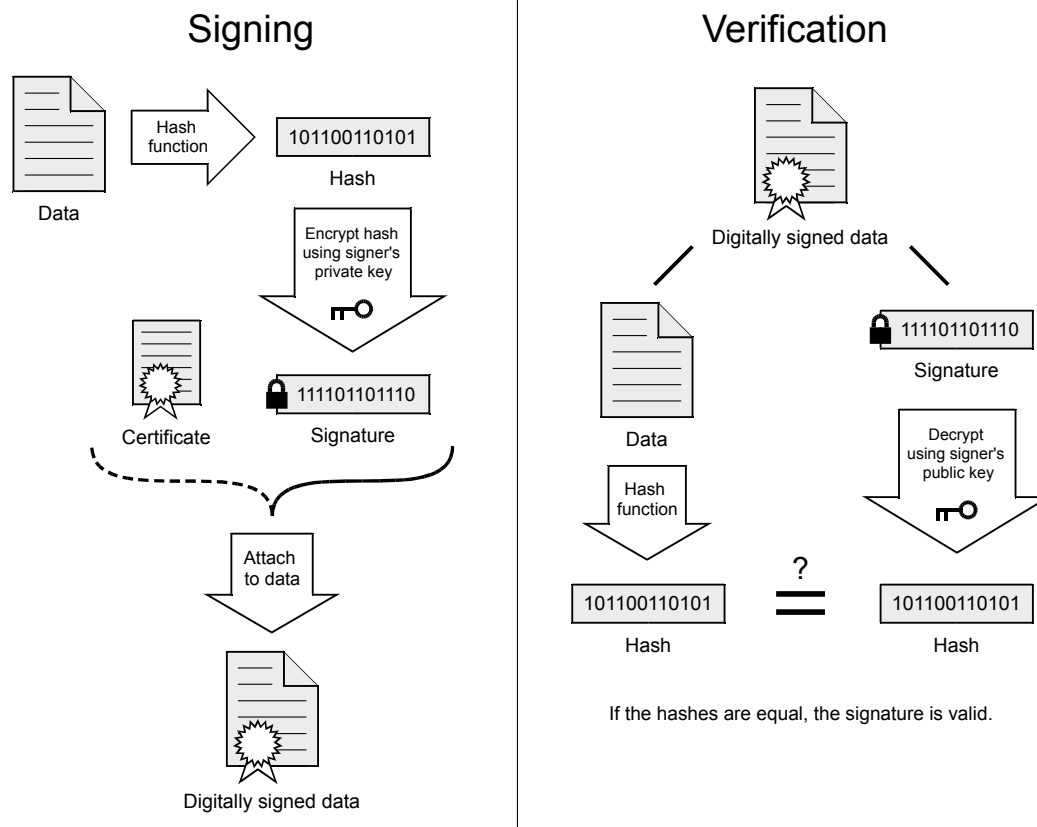 Signing
Hash
function
101100110101
Hash
Data
Encrypt hash
using signer's
private key
111101101110
Certificate
Signature
Attach
to data
Digitally signed data
Verification
Digitally signed data
111101101110
Signature
Data
Decrypt
using signer's
public key
Hash
function
?
101100110101
101100110101
Hash
Hash
If the hashes are equal, the signature is valid.